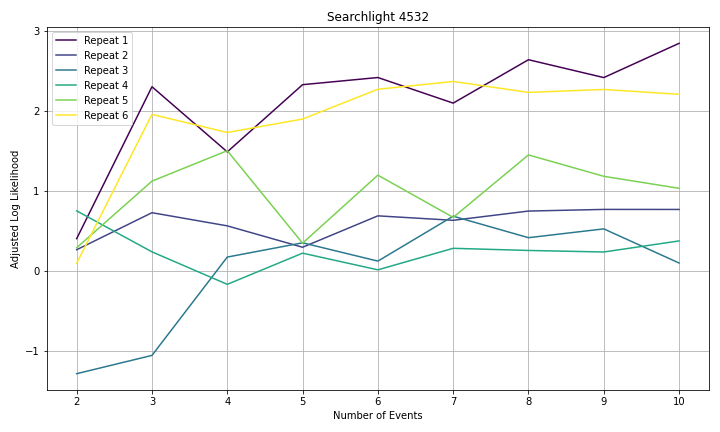 Searchlight 4532
Adjusted Log Likelihood
3
2
1
0
−1
Repeat 1
Repeat 2
Repeat 3
Repeat 4
Repeat 5
Repeat 6
2 3 4 5 6 7 8 9 10
Number of Events